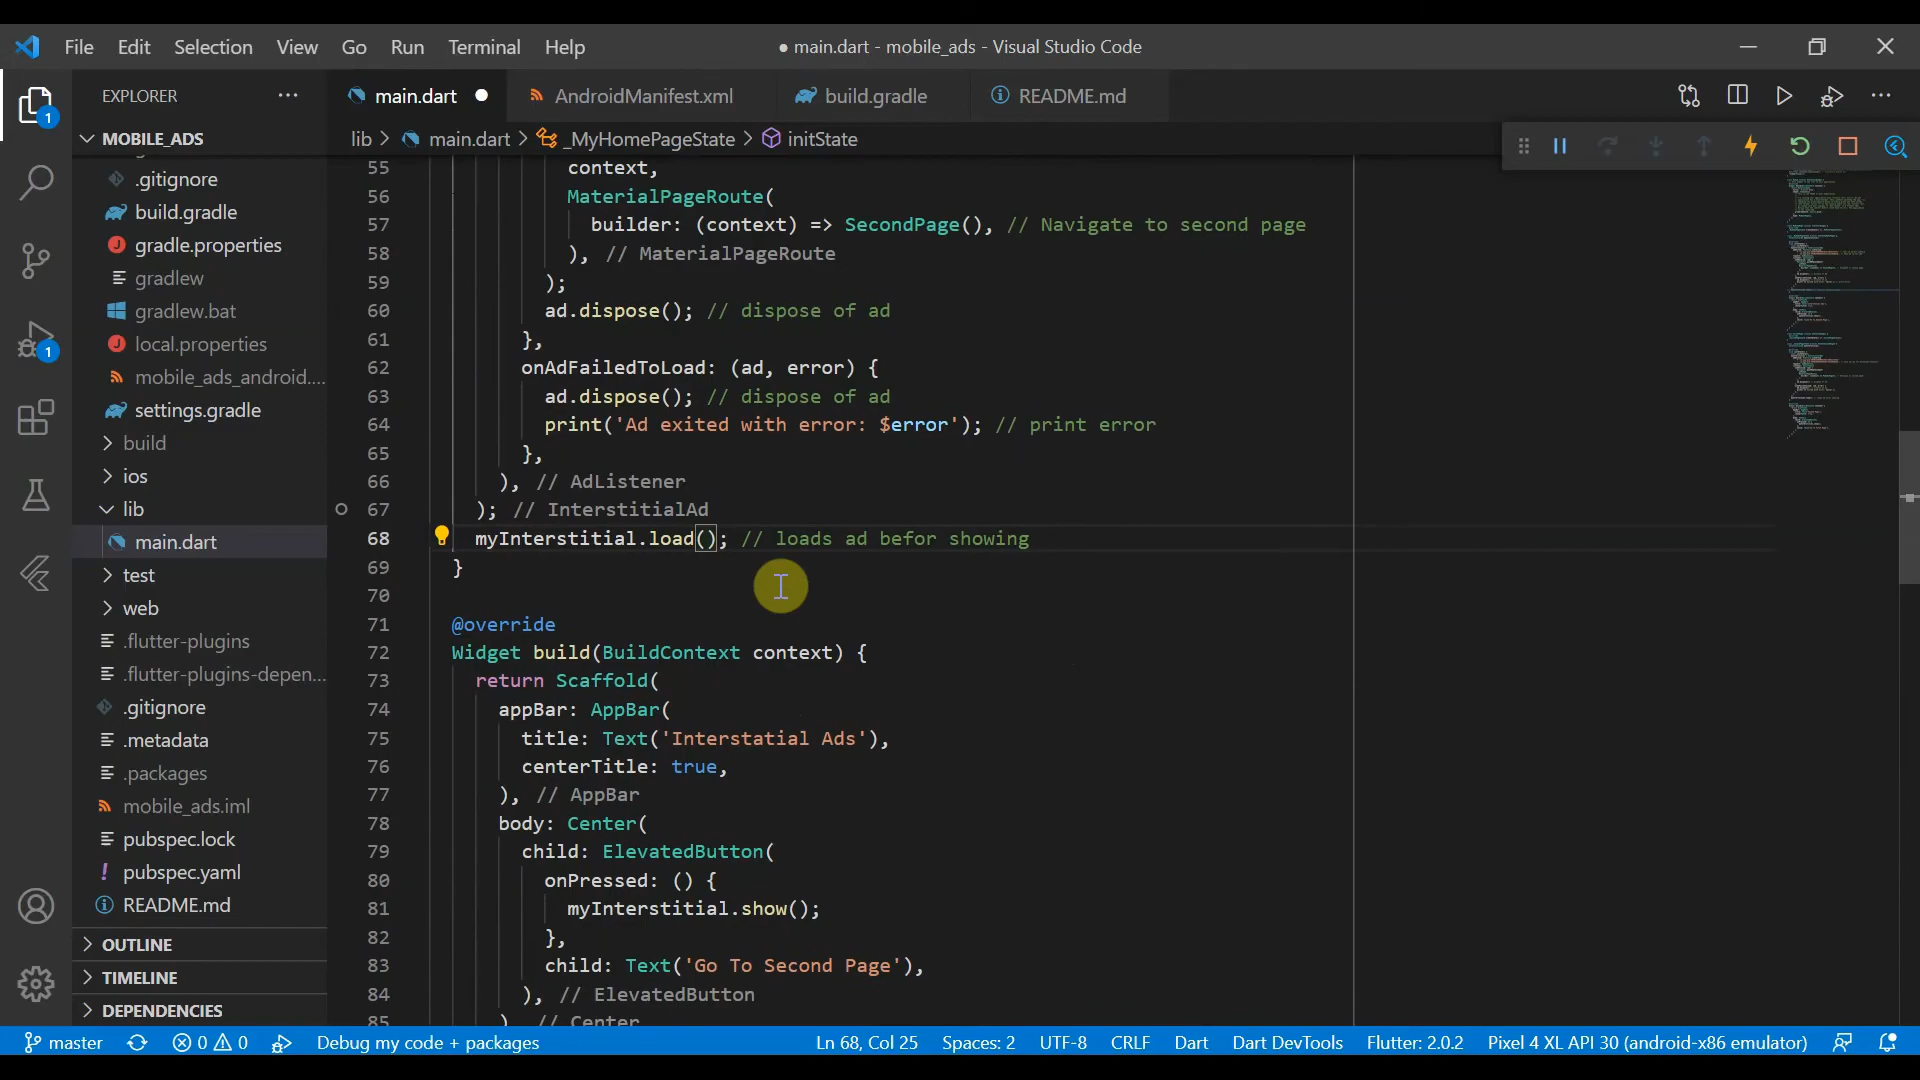 File Edit Selection View Go Run Terminal Help
● main.dart - mobile_ads - Visual Studio Code
EXPLORER
main.dart
AndroidManifest.xml
build.gradle
README.md
MOBILE_ADS
lib > main.dart > _MyHomePageState > initState
.gitignore
build.gradle
gradle.properties
gradlew
gradlew.bat
local.properties
mobile_ads_android....
settings.gradle
build
ios
lib
main.dart
test
web
.flutter-plugins
.flutter-plugins-depen...
.gitignore
.metadata
.packages
mobile_ads.iml
pubspec.lock
pubspec.yaml
README.md
OUTLINE
TIMELINE
DEPENDENCIES
1
1
55 context,
56 MaterialPageRoute(
57 builder: (context) => SecondPage(), // Navigate to second page
58 ), // MaterialPageRoute
59 );
60 ad.dispose(); // dispose of ad
61 },
62 onAdFailedToLoad: (ad, error) {
63 ad.dispose(); // dispose of ad
64 print('Ad exited with error: $error'); // print error
65 },
66 ), // AdListener
67 ); // InterstitialAd
68 myInterstitial.load(); // loads ad befor showing
69 }
70
71 @override
72 Widget build(BuildContext context) {
73 return Scaffold(
74 appBar: AppBar(
75 title: Text('Interstatial Ads'),
76 centerTitle: true,
77 ), // AppBar
78 body: Center(
79 child: ElevatedButton(
80 onPressed: () {
81 myInterstitial.show();
82 },
83 child: Text('Go To Second Page'),
84 ), // ElevatedButton
85 ), // Center
master 0 0 Debug my code + packages Ln 68, Col 25 Spaces: 2 UTF-8 CRLF Dart Dart DevTools Flutter: 2.0.2 Pixel 4 XL API 30 (android-x86 emulator)